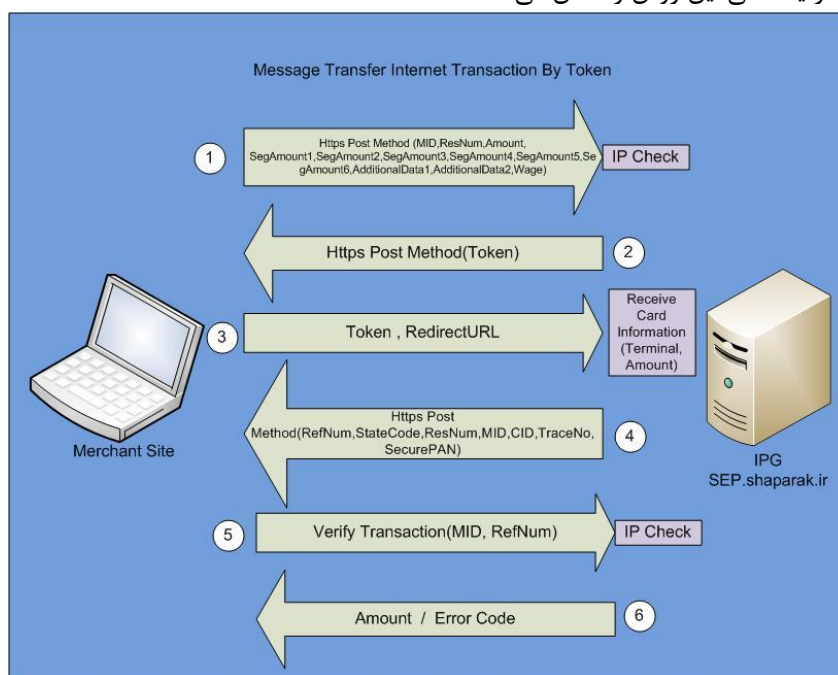 Message Transfer Internet Transaction By Token
1
Https Post Method (MID,ResNum,Amount,
SegAmount1,SegAmount2,SegAmount3,SegAmount4,SegAmount5,Se
gAmount6,AdditionalData1,AdditionalData2,Wage)
IP Check
Https Post Method(Token)
2
3
Token , RedirectURL
Receive
Card
Information
(Terminal,
Amount)
Merchant Site
Https Post
Method(RefNum,StateCode,ResNum,MID,CID,TraceNo,
SecurePAN)
4
IPG
SEP.shaparak.ir
5
Verify Transaction(MID, RefNum)
IP Check
Amount / Error Code
6